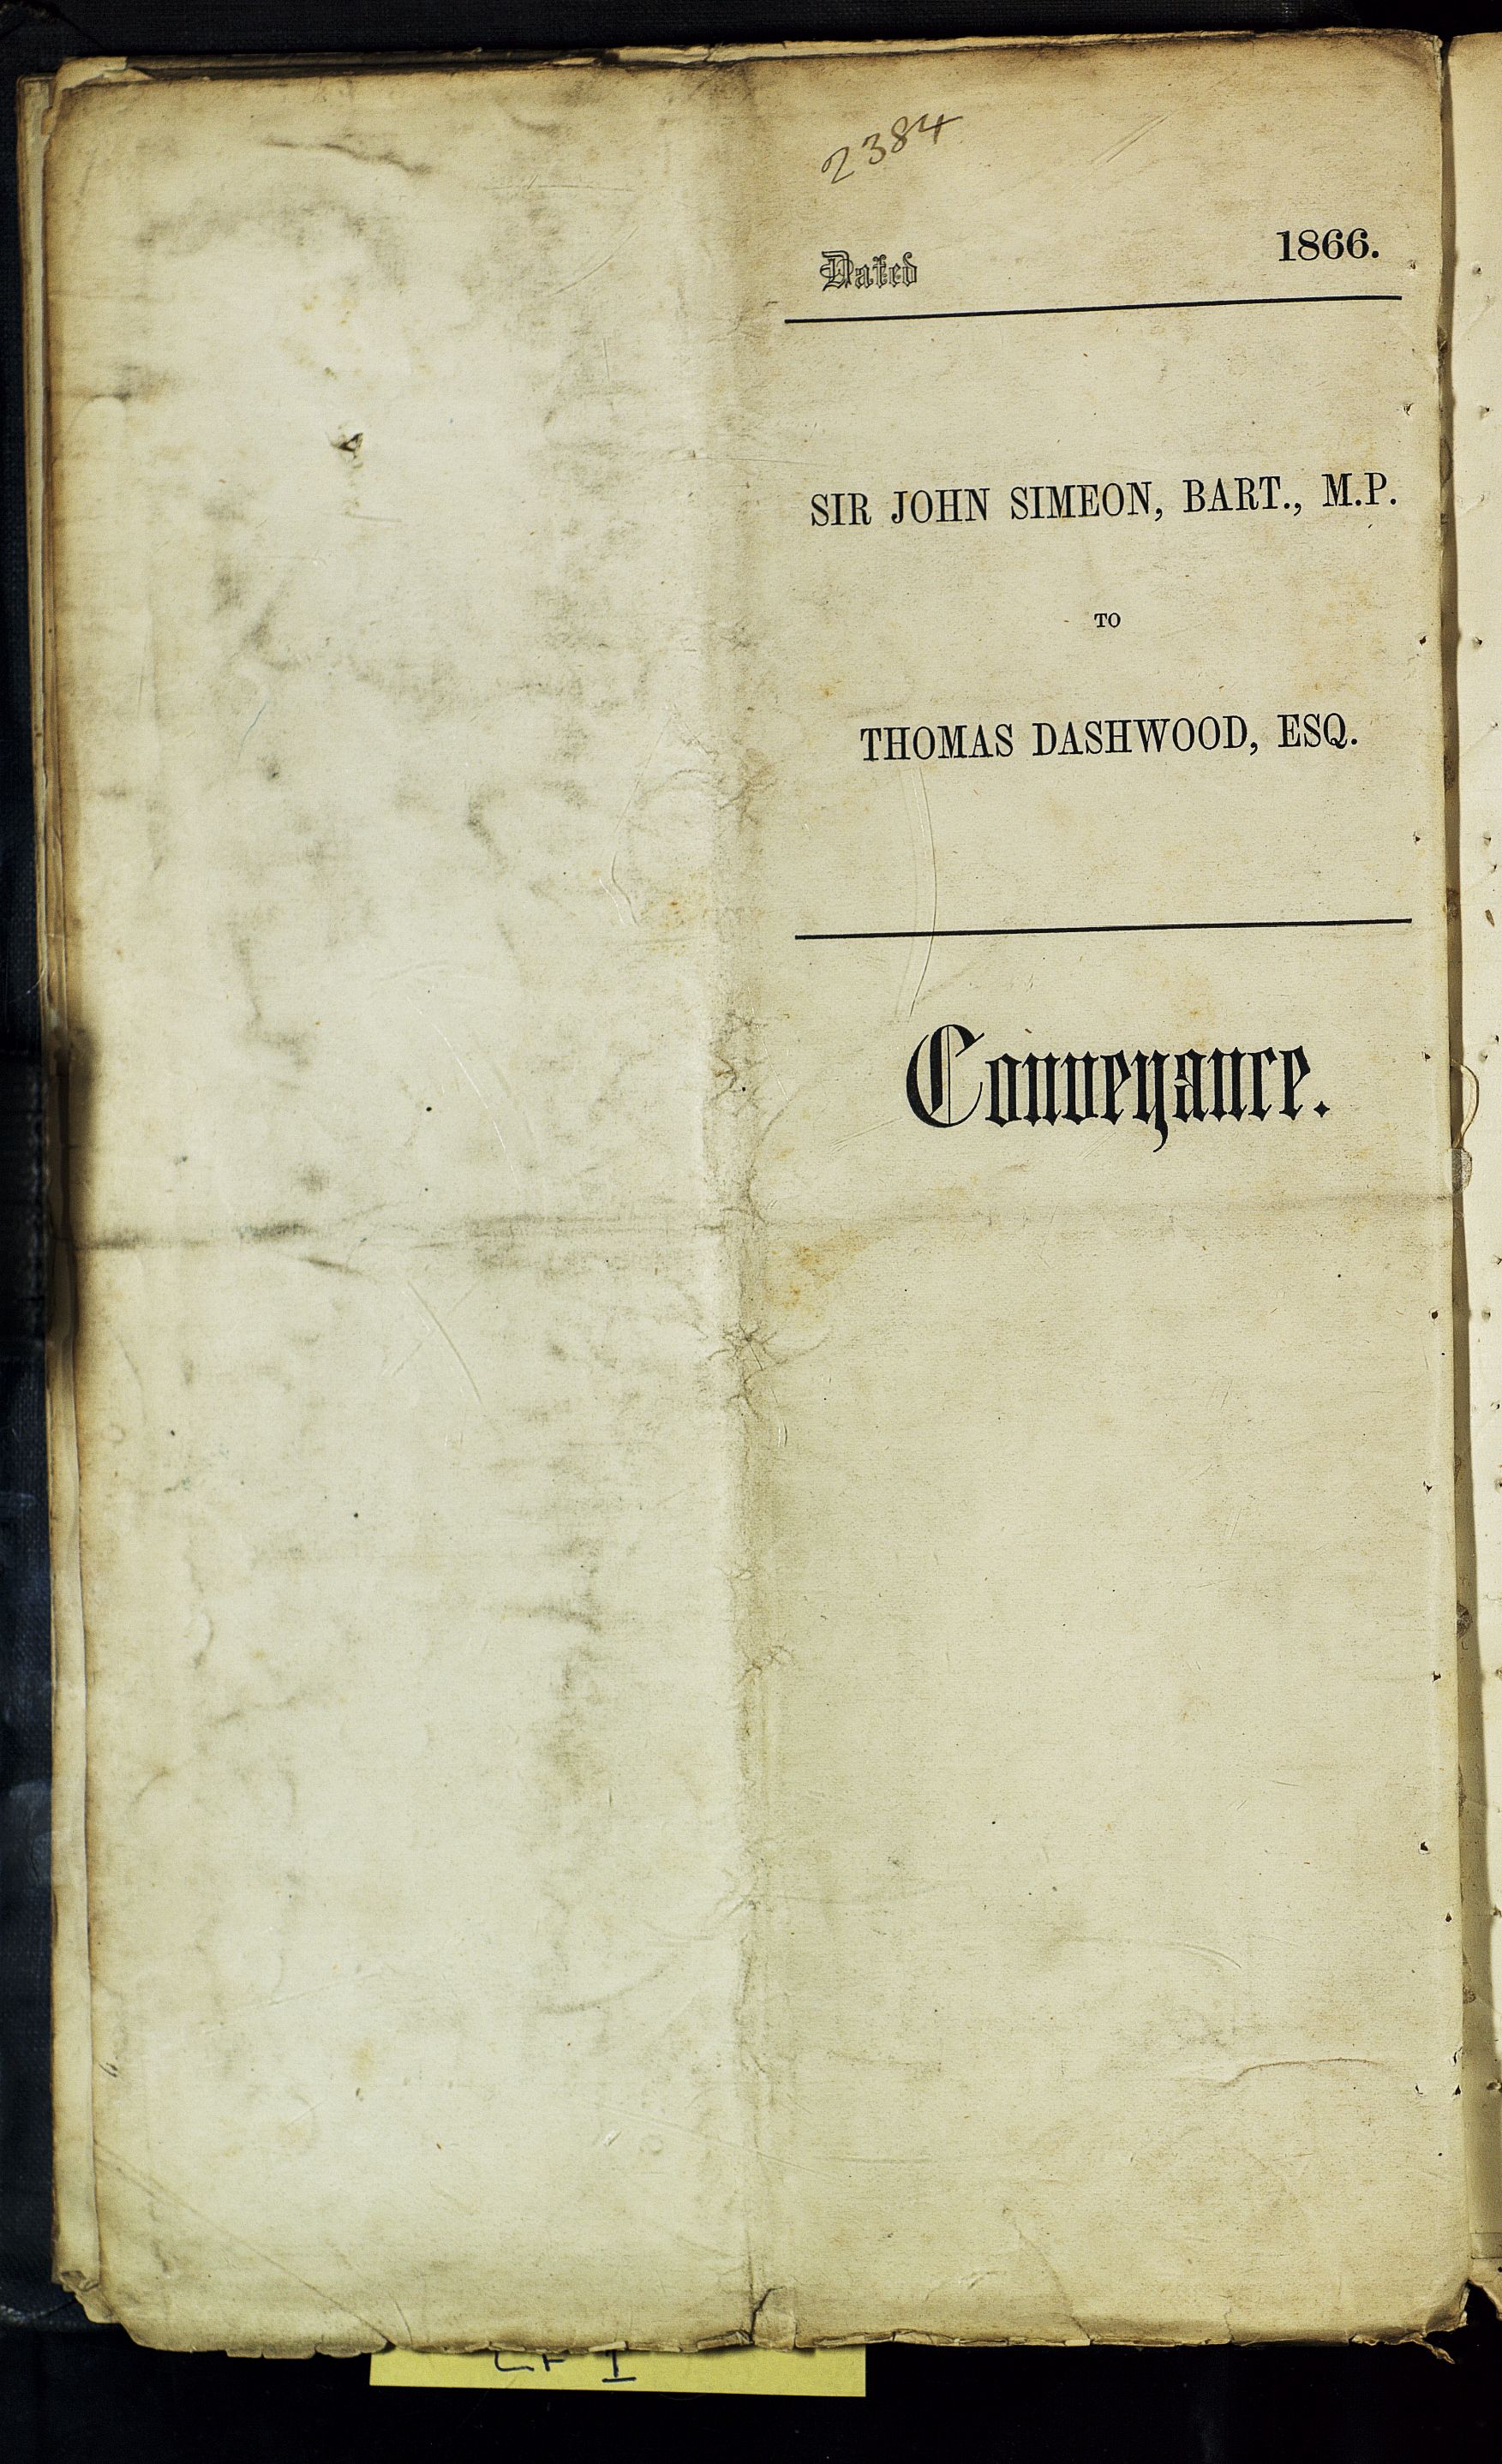 2384
Dated 1866.
SIR JOHN SIMEON, BART., M.P.
TO
THOMAS DASHWOOD, ESQ.
Conveyance.